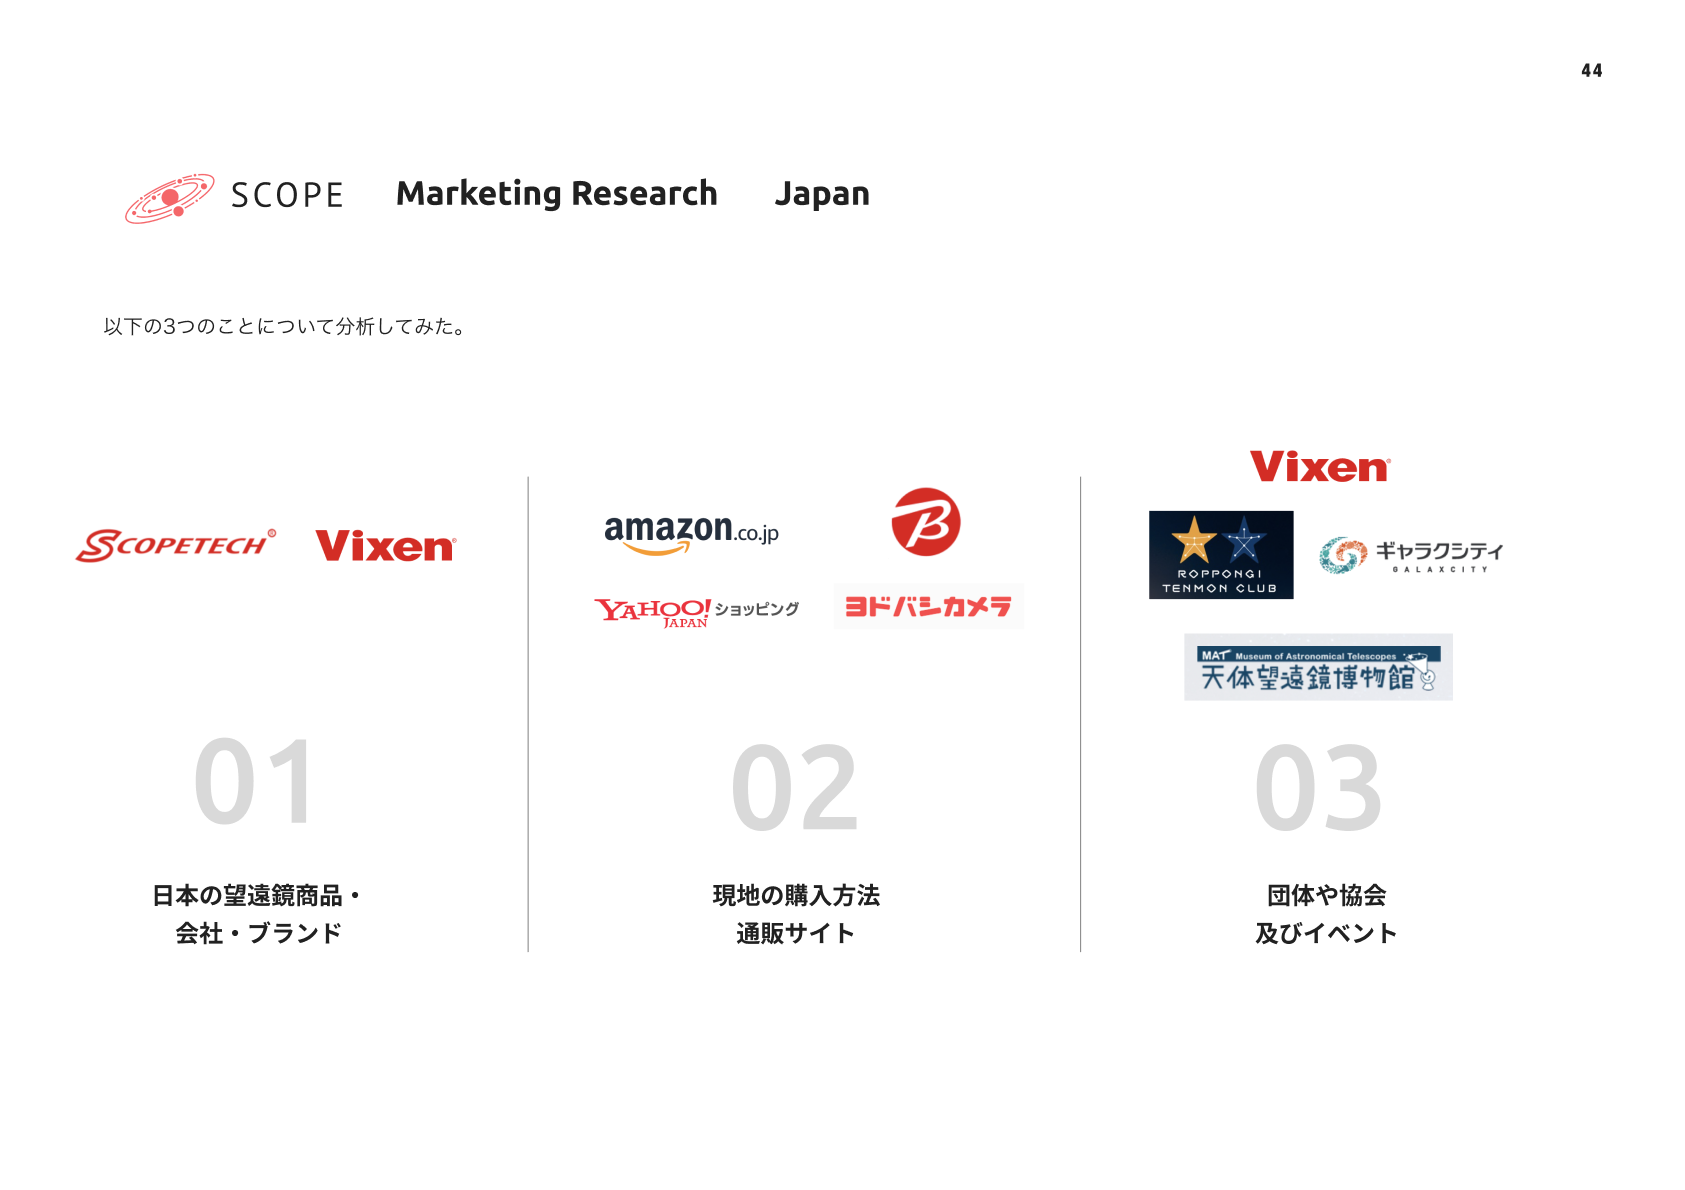 44
SCOPE Marketing Research Japan
以下の3つのことについて分析してみた。
SCOPETECH® Vixen®
amazon.co.jp B
YAHOO!ショッピング
JAPAN
ヨドバシカメラ
Vixen®
ROPPONGI
TENMON CLUB
ギャラクシティ
GALAXCITY
MAT Museum of Astronomical Telescopes
天体望遠鏡博物館
01
日本の望遠鏡商品・
会社・ブランド
02
現地の購入方法
通販サイト
03
団体や協会
及びイベント